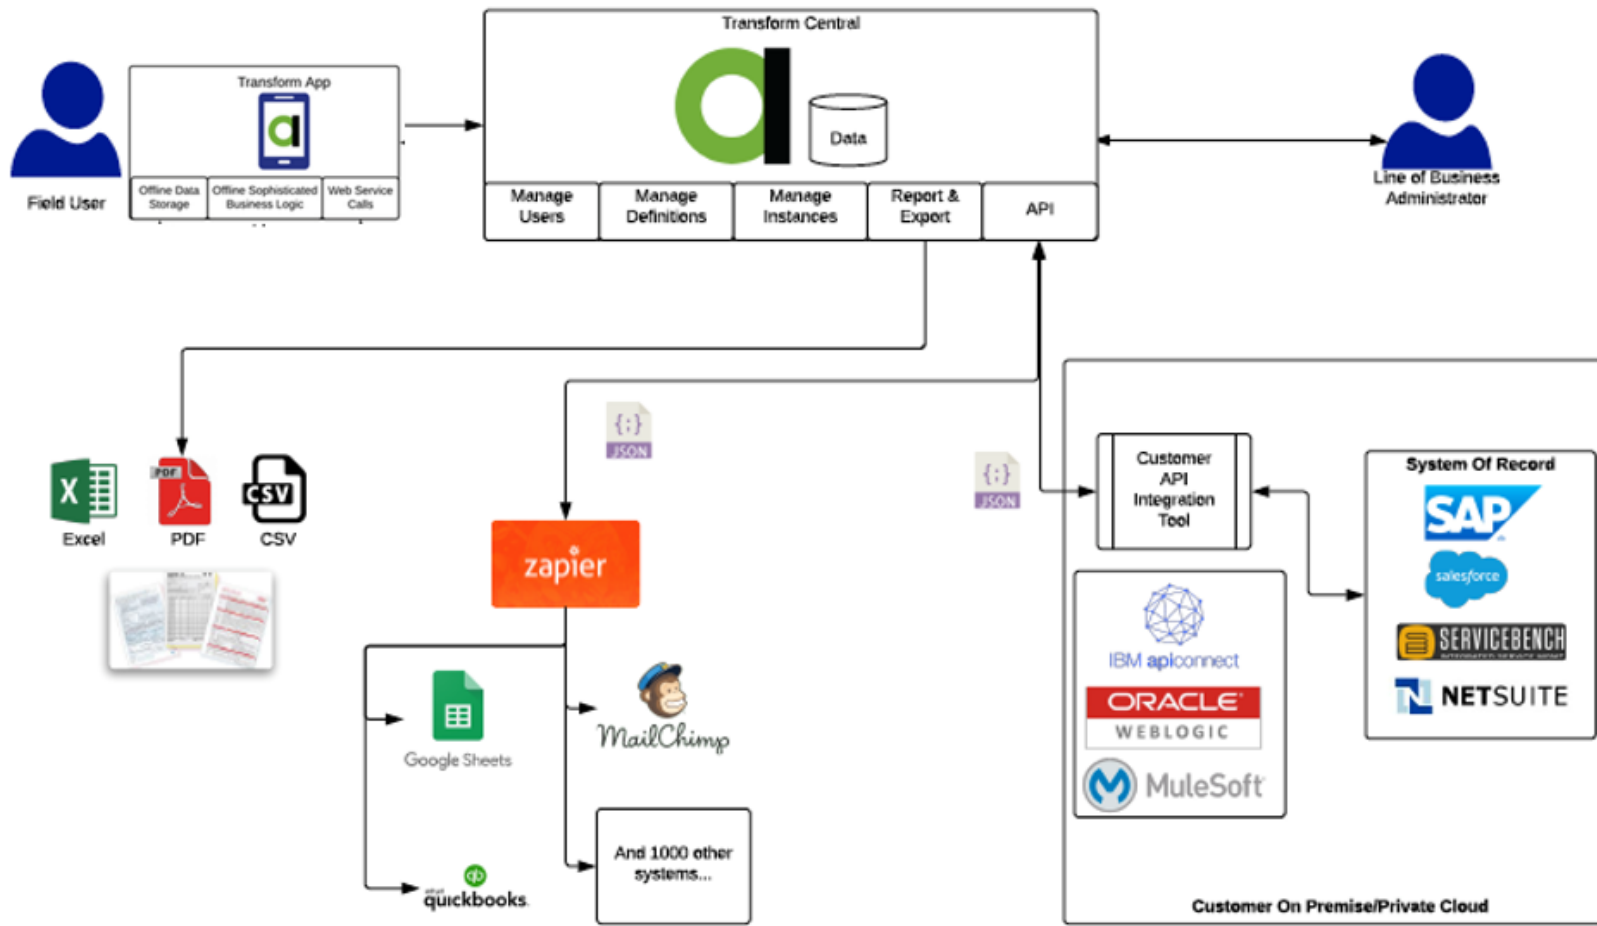 Transform Central
Transform App
Data
Field User
Offline Data
Storage
Offline Sophisticated
Business Logic
Web Service
Calls
Manage
Users
Manage
Definitions
Manage
Instances
Report &
Export
API
Line of Business
Administrator
{;}
JSON
{;}
JSON
X
Excel
PDF
PDF
CSV
CSV
zapier
Google Sheets
MailChimp
qb
quickbooks
And 1000 other
systems...
Customer
API
Integration
Tool
IBM apiconnect
ORACLE
WEBLOGIC
MuleSoft
System Of Record
SAP
salesforce
SERVICEBENCH
N
NETSUITE
Customer On Premise/Private Cloud